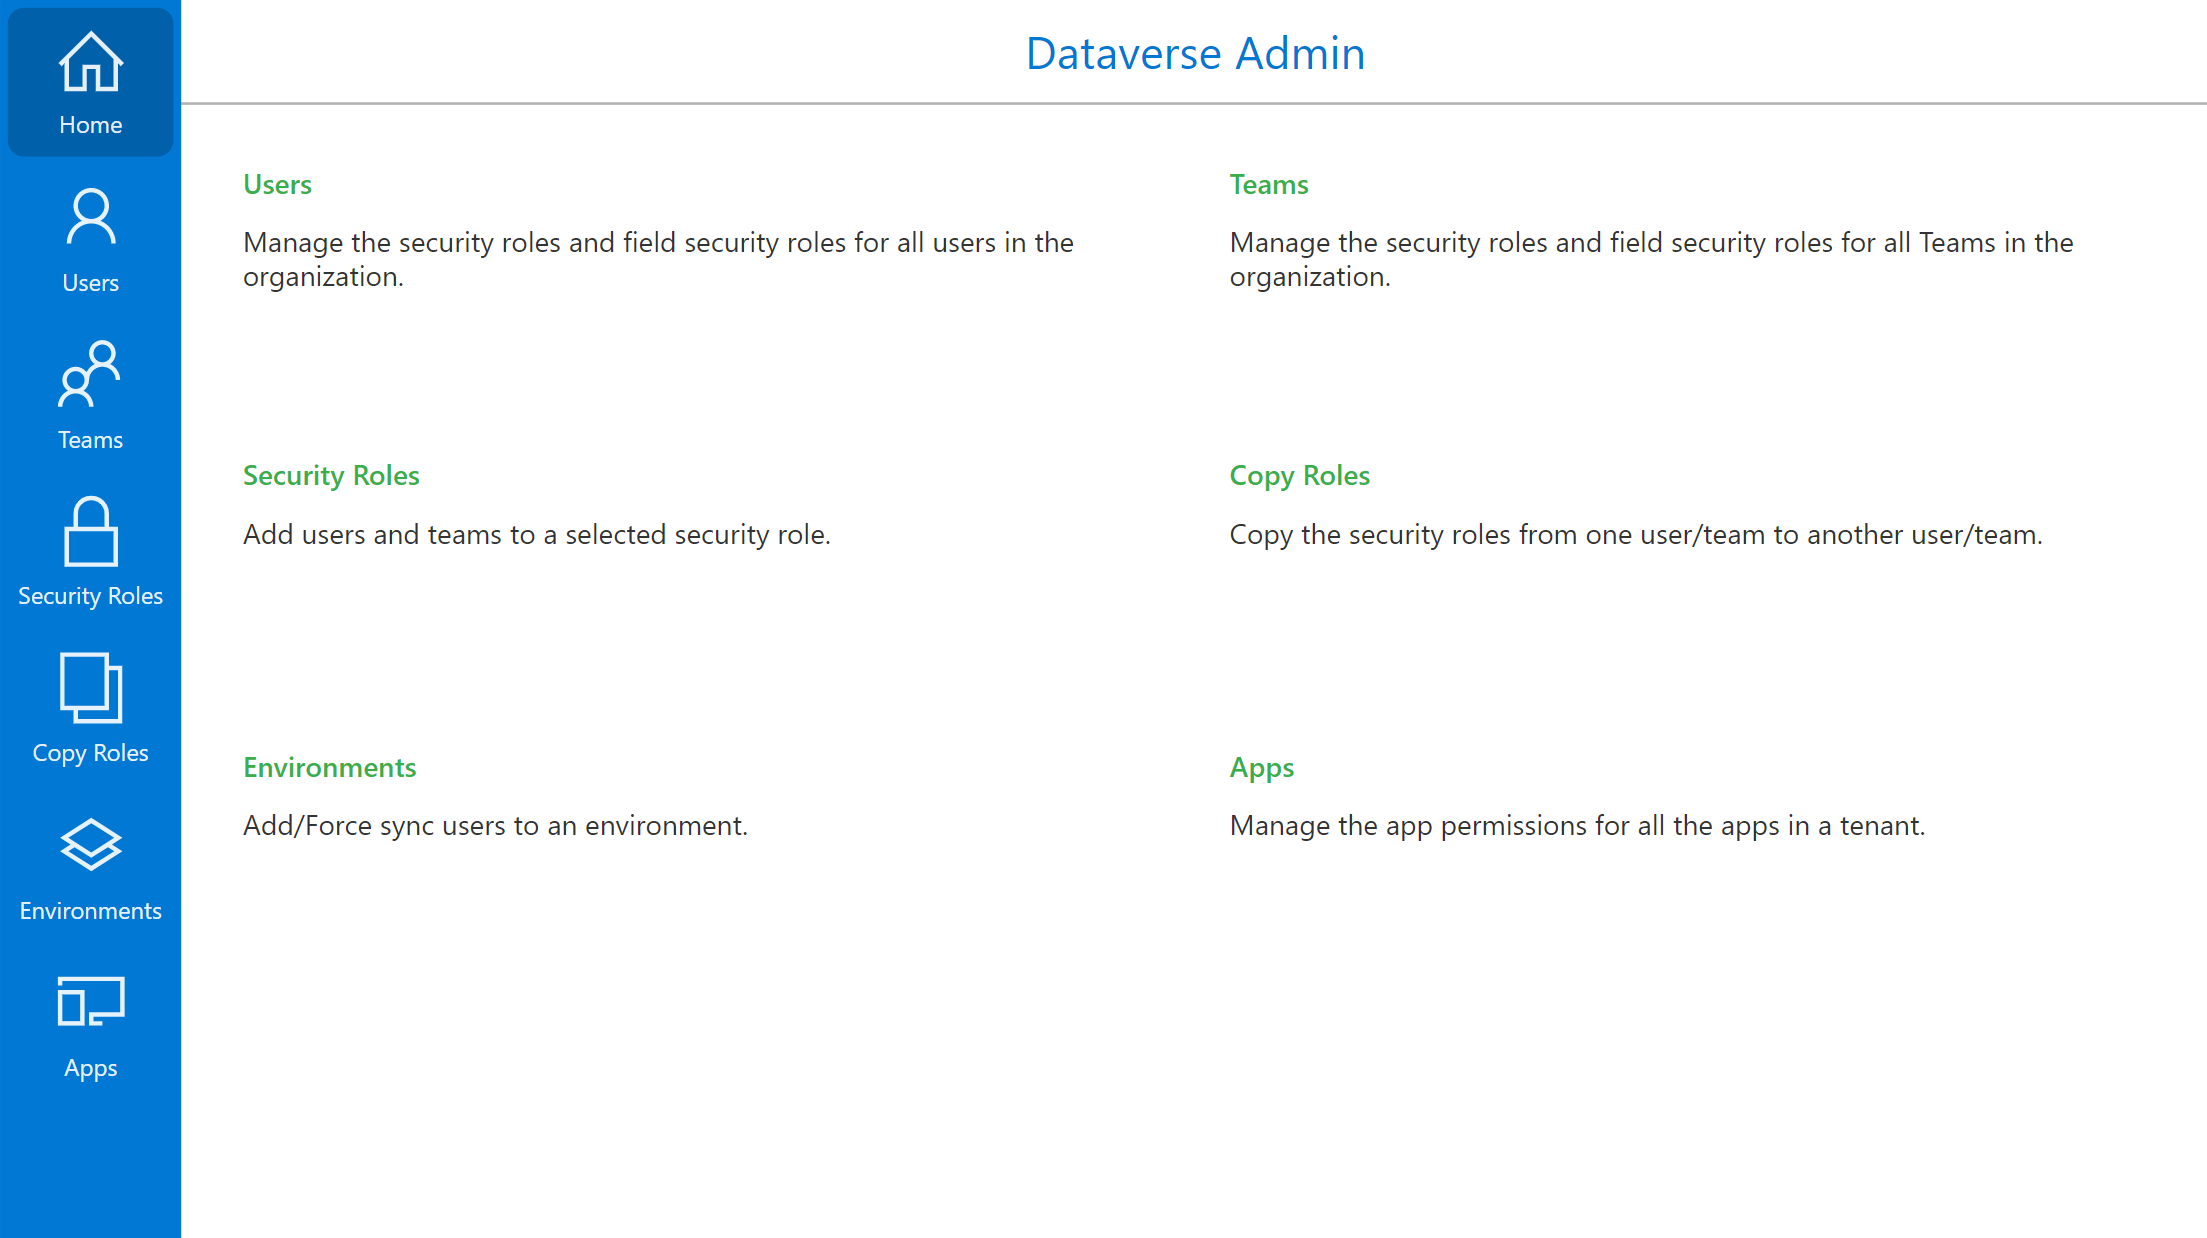 Home
Users
Teams
Security Roles
Copy Roles
Environments
Apps
Dataverse Admin
Users
Manage the security roles and field security roles for all users in the
organization.
Teams
Manage the security roles and field security roles for all Teams in the
organization.
Security Roles
Add users and teams to a selected security role.
Copy Roles
Copy the security roles from one user/team to another user/team.
Environments
Add/Force sync users to an environment.
Apps
Manage the app permissions for all the apps in a tenant.